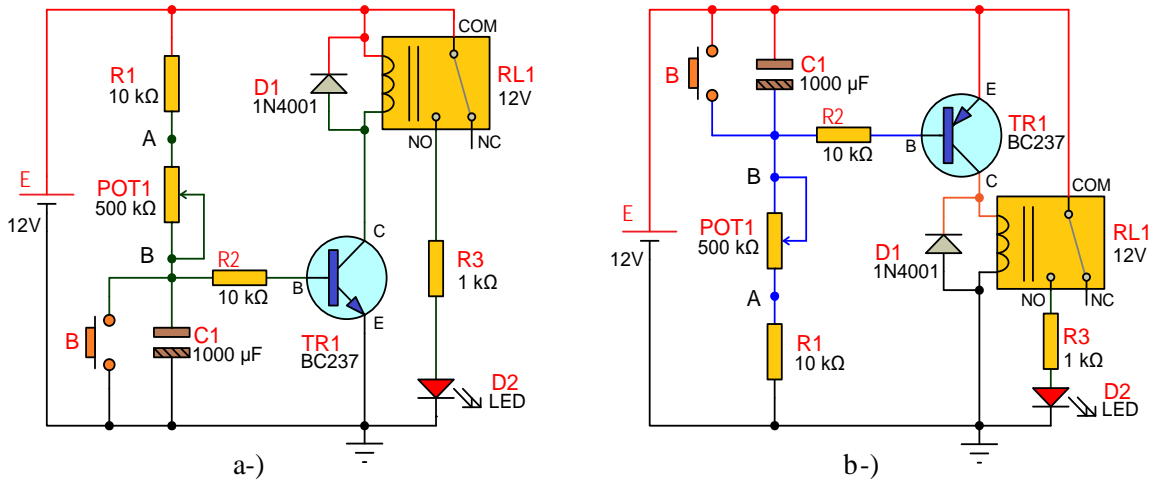 COM
R1
10 kΩ
D1
1N4001
RL1
12V
A
NO
NC
E
12V
POT1
500 kΩ
B
R2
10 kΩ
C
B
E
R3
1 kΩ
B
C1
1000 µF
TR1
BC237
D2
LED
a-)
B
C1
1000 µF
E
R2
10 kΩ
B
TR1
BC237
C
E
12V
B
POT1
500 kΩ
COM
D1
1N4001
RL1
12V
A
NO
NC
R1
10 kΩ
R3
1 kΩ
D2
LED
b-)